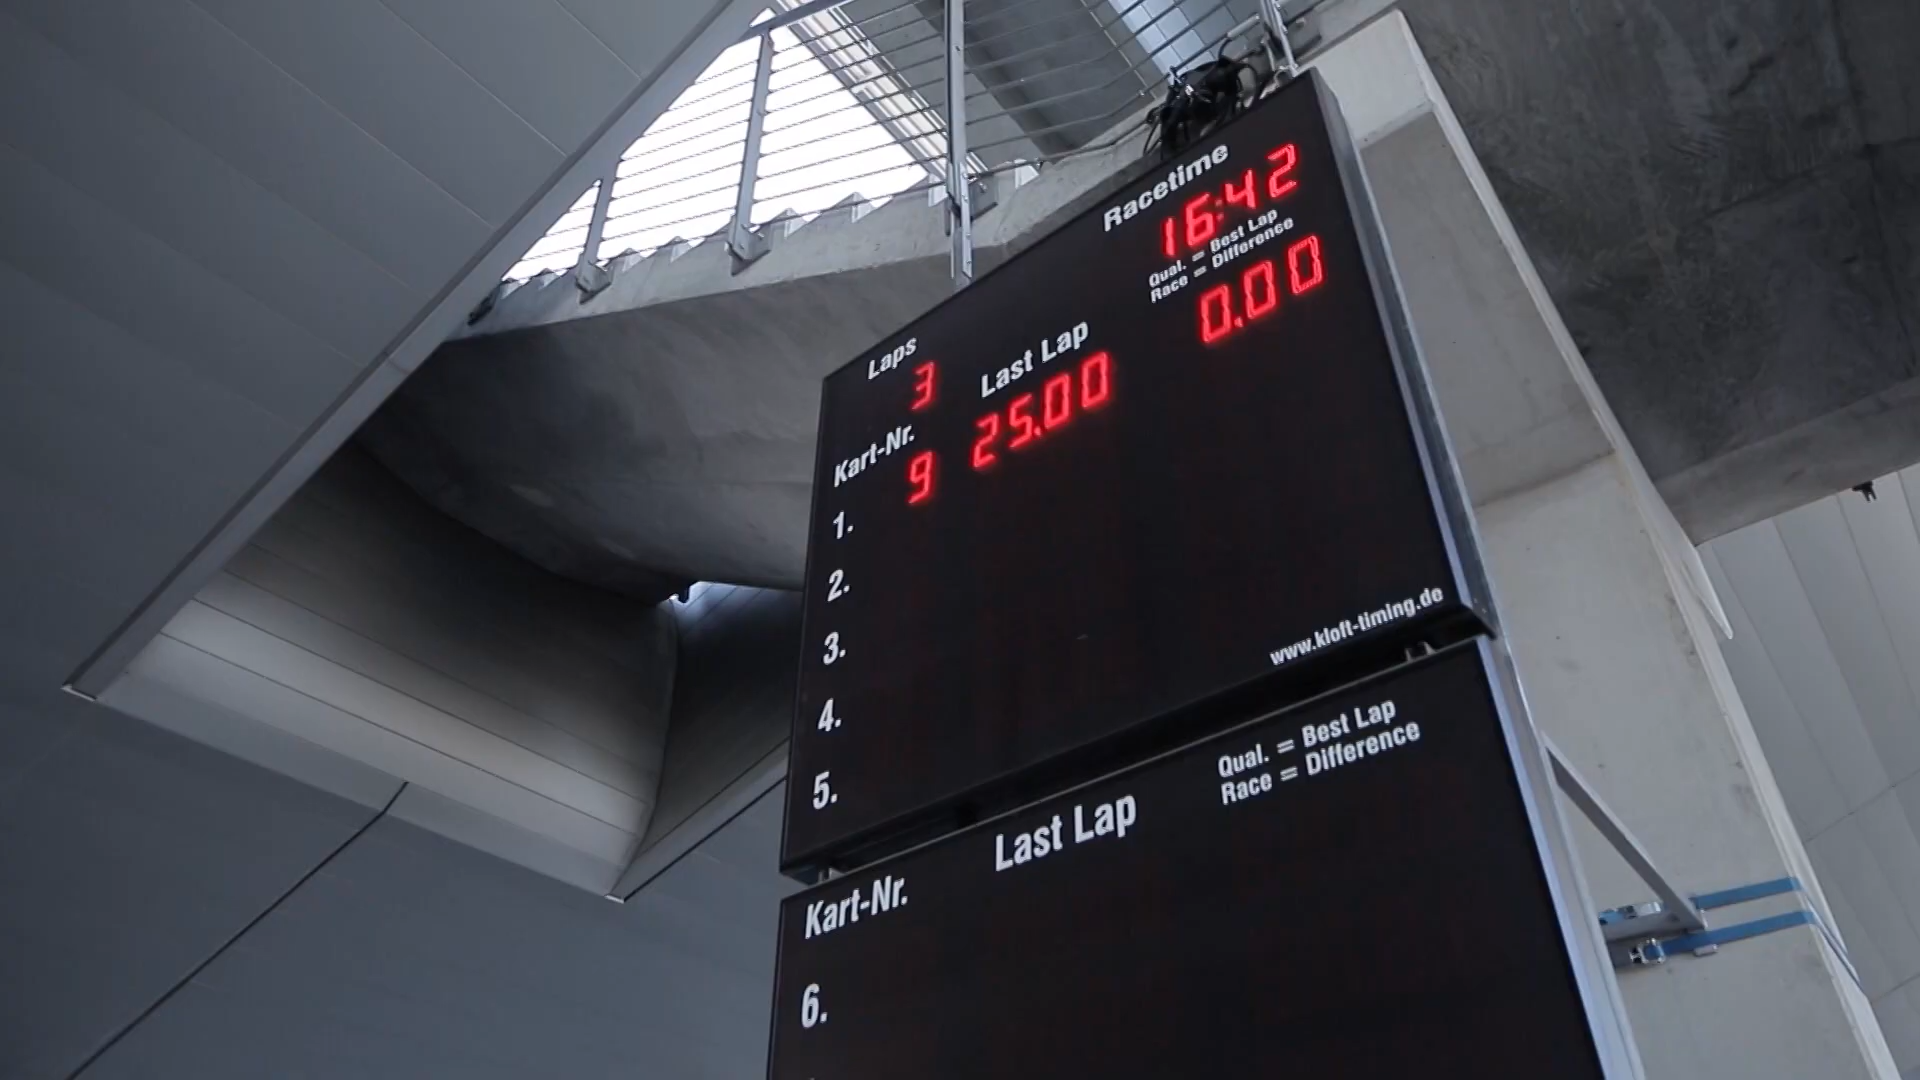 Racetime
16:42
Qual. = Best Lap
Race = Difference
0.00
Laps
3
Last Lap
25.00
Kart-Nr.
9
1.
2.
3.
4.
5.
www.kloft-timing.de
Qual. = Best Lap
Race = Difference
Last Lap
Kart-Nr.
6.